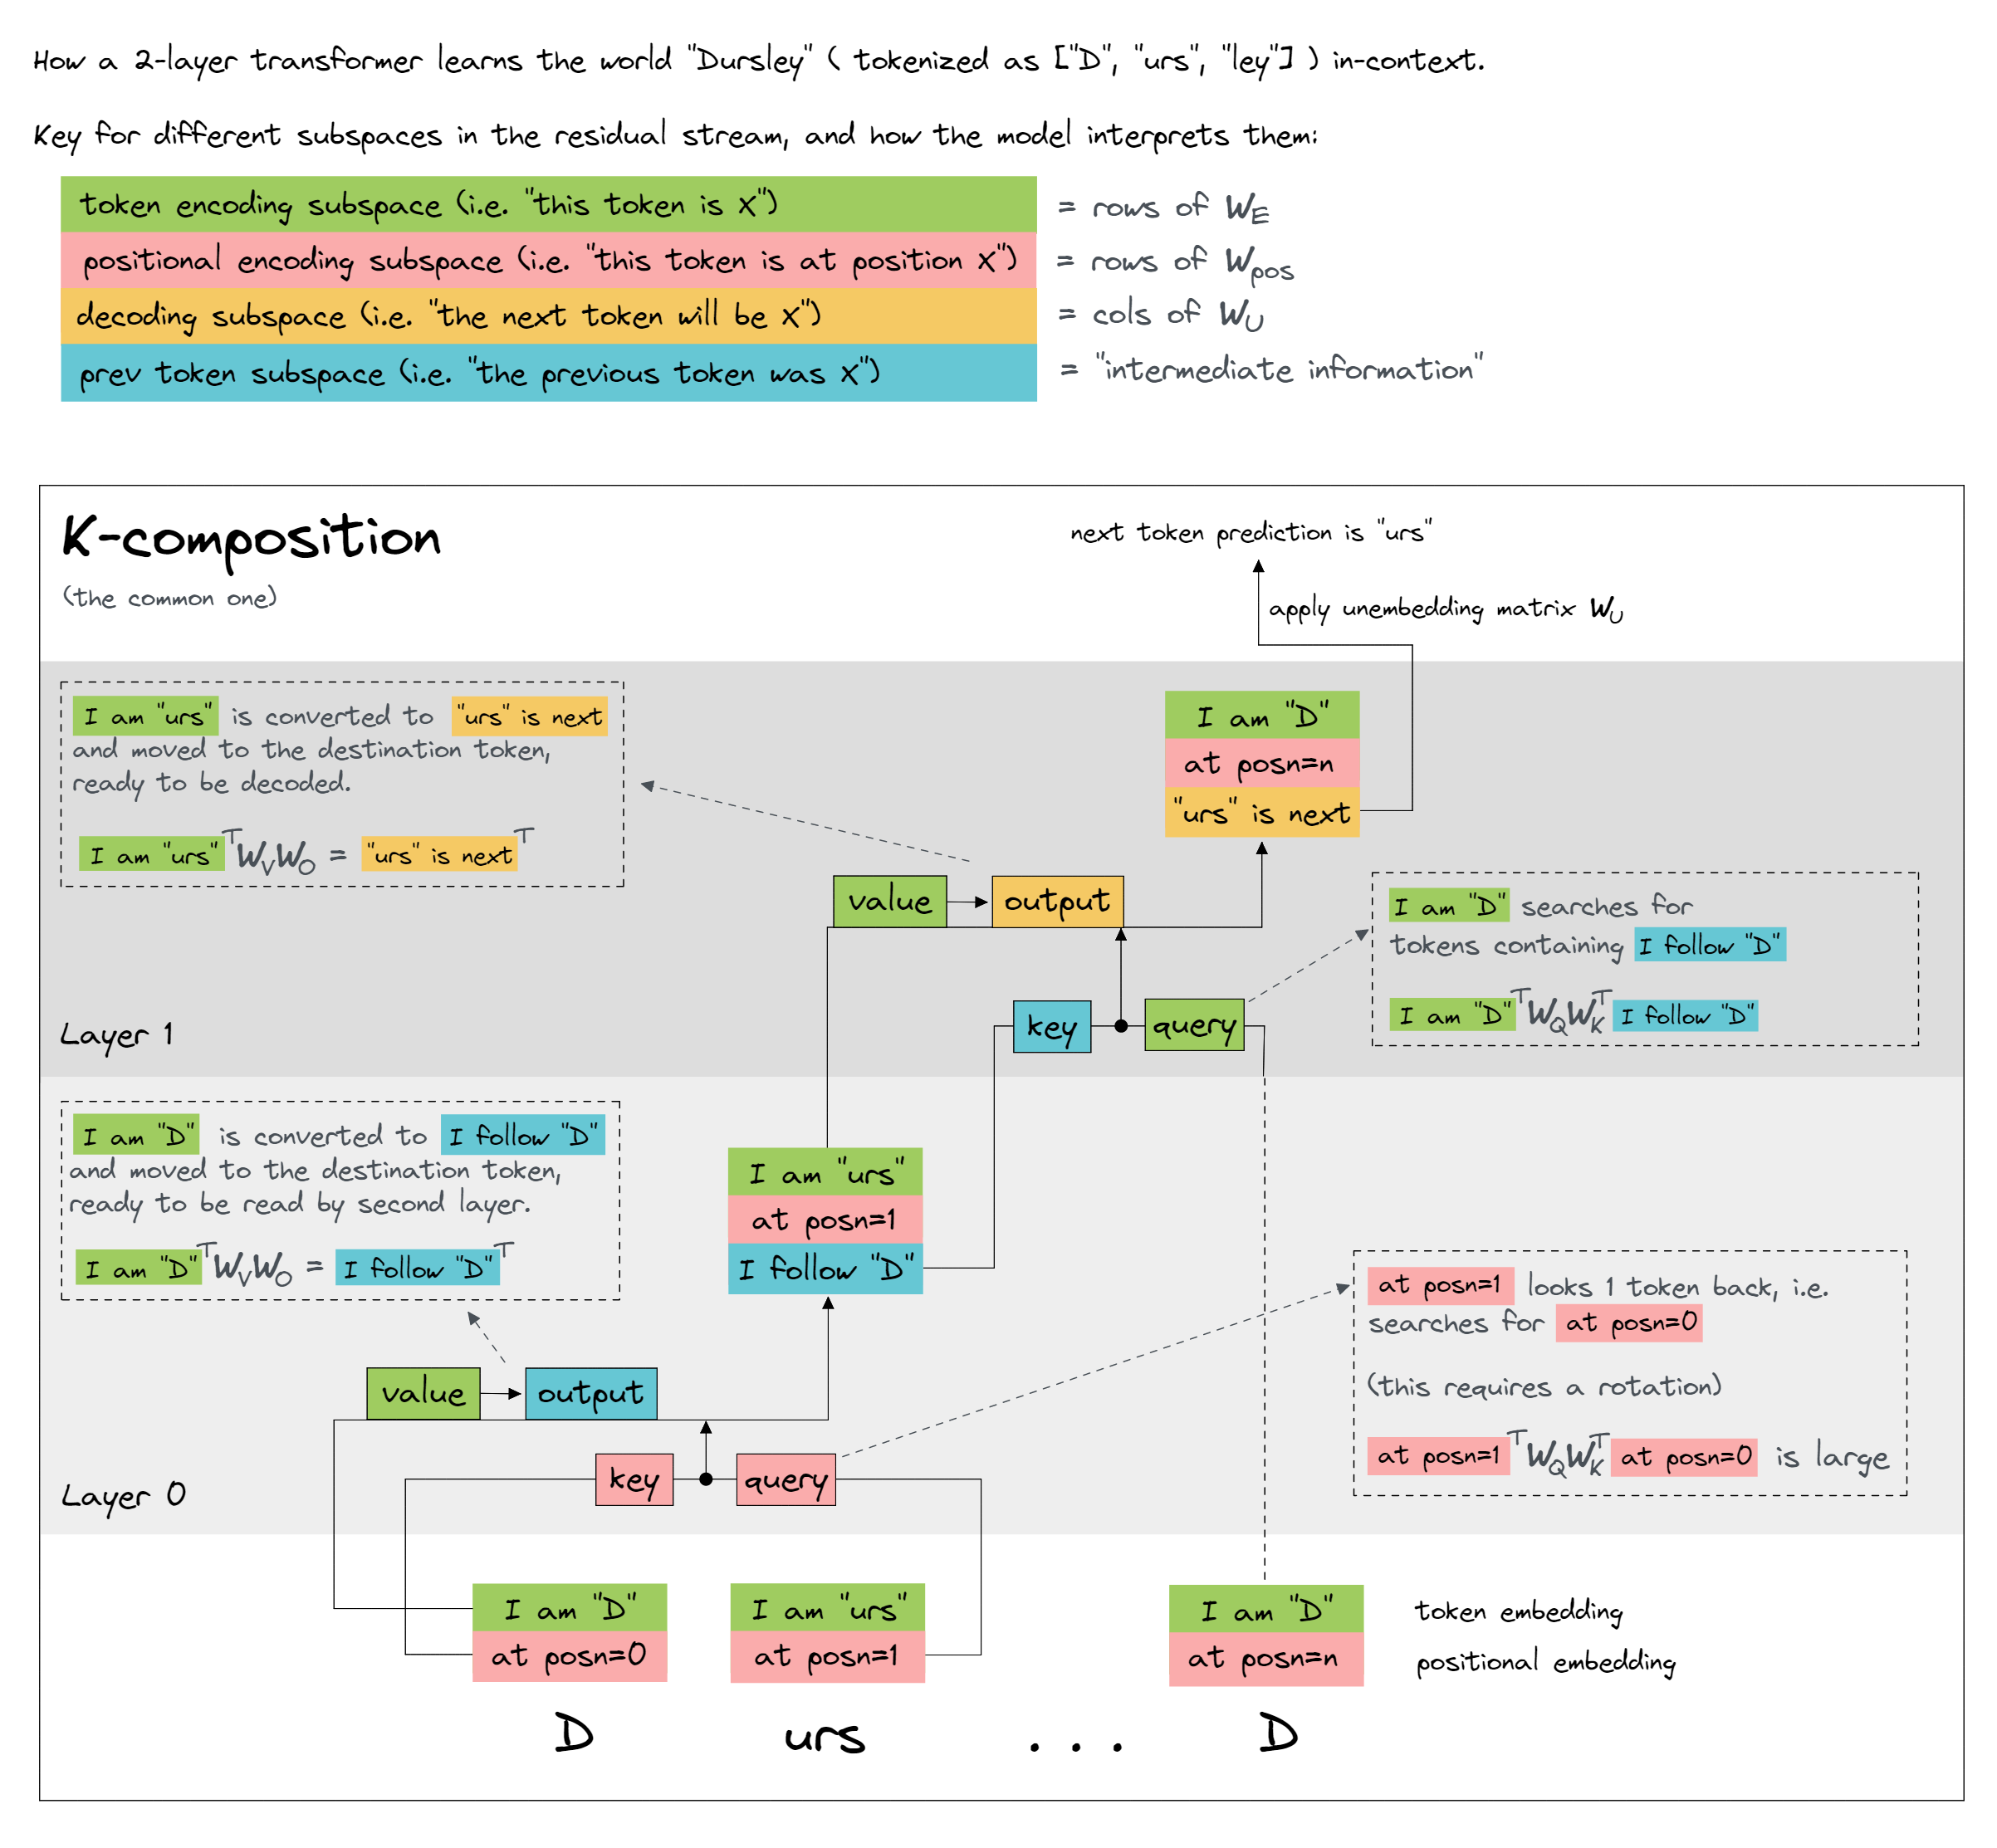 How a 2-layer transformer learns the world "Dursley" ( tokenized as ["D", "urs", "ley"] ) in-context.
Key for different subspaces in the residual stream, and how the model interprets them:
token encoding subspace (i.e. "this token is X") = rows of W_E
positional encoding subspace (i.e. "this token is at position X") = rows of W_pos
decoding subspace (i.e. "the next token will be X") = cols of W_U
prev token subspace (i.e. "the previous token was X") = "intermediate information"
K-composition
(the common one)
next token prediction is "urs"
apply unembedding matrix W_U
I am "urs" is converted to "urs" is next
and moved to the destination token,
ready to be decoded.
I am "urs"^T W_V W_O = "urs" is next^T
I am "D"
at posn=n
"urs" is next
value
output
I am "D" searches for
tokens containing I follow "D"
I am "D"^T W_Q W_K^T I follow "D"
key
query
Layer 1
I am "D" is converted to I follow "D"
and moved to the destination token,
ready to be read by second layer.
I am "D"^T W_V W_O = I follow "D"^T
I am "urs"
at posn=1
I follow "D"
at posn=1 looks 1 token back, i.e.
searches for at posn=0
(this requires a rotation)
at posn=1^T W_Q W_K^T at posn=0 is large
value
output
key
query
Layer 0
I am "D"
at posn=0
I am "urs"
at posn=1
I am "D"
at posn=n
token embedding
positional embedding
D urs . . . D